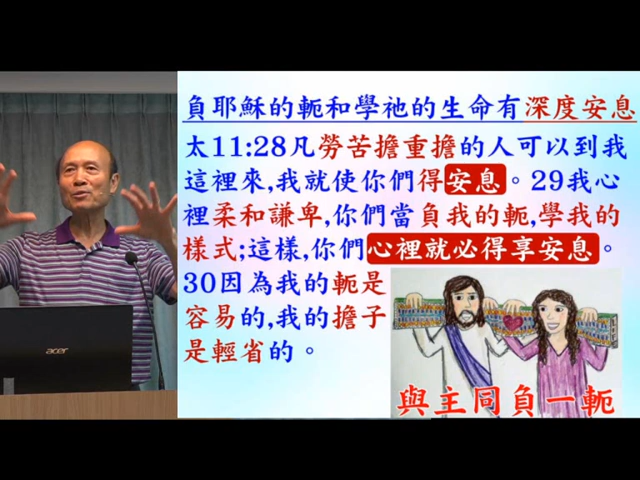 負耶穌的軛和學祂的生命有深度安息
太11:28凡勞苦擔重擔的人可以到我
這裡來,我就使你們得安息。29我心
裡柔和謙卑,你們當負我的軛,學我的
樣式;這樣,你們心裡就必得享安息。
30因為我的軛是
容易的,我的擔子
是輕省的。
與主同負一軛
acer